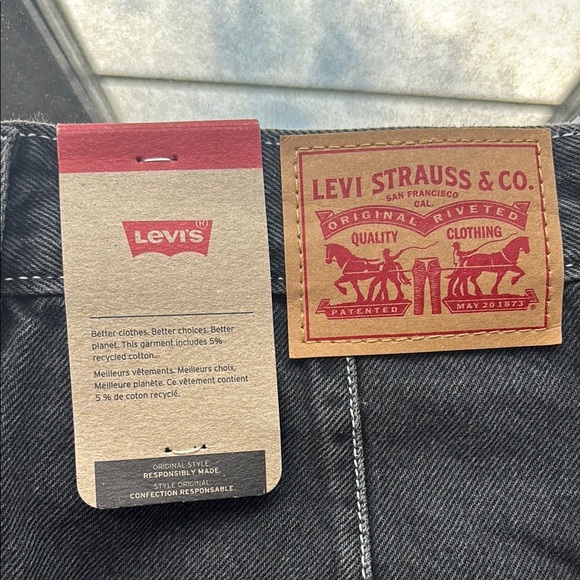 LEVI'S®
Better clothes. Better choices. Better
planet. This garment includes 5%
recycled cotton.
Meilleurs vêtements. Meilleurs choix,
Meilleure planète. Ce vêtement contient
5 % de coton recyclé.
ORIGINAL STYLE
RESPONSIBLY MADE.
STYLE ORIGINAL
CONFECTION RESPONSABLE
LEVI STRAUSS & CO.
SAN FRANCISCO
CAL.
ORIGINAL RIVETED
QUALITY CLOTHING
PATENTED MAY 20 1873
®